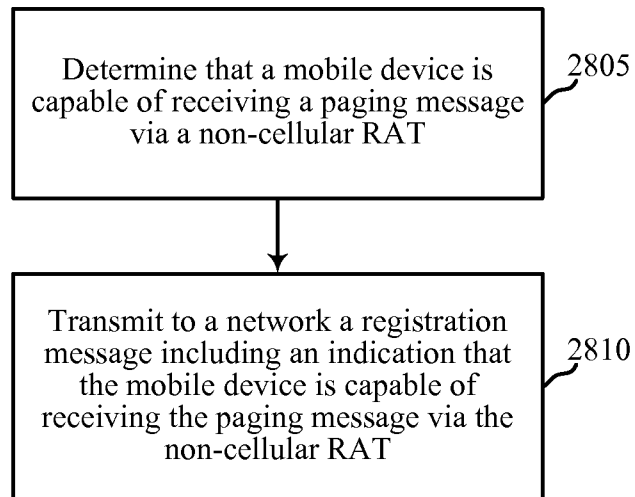 Determine that a mobile device is
capable of receiving a paging message
via a non-cellular RAT
2805
Transmit to a network a registration
message including an indication that
the mobile device is capable of
receiving the paging message via the
non-cellular RAT
2810